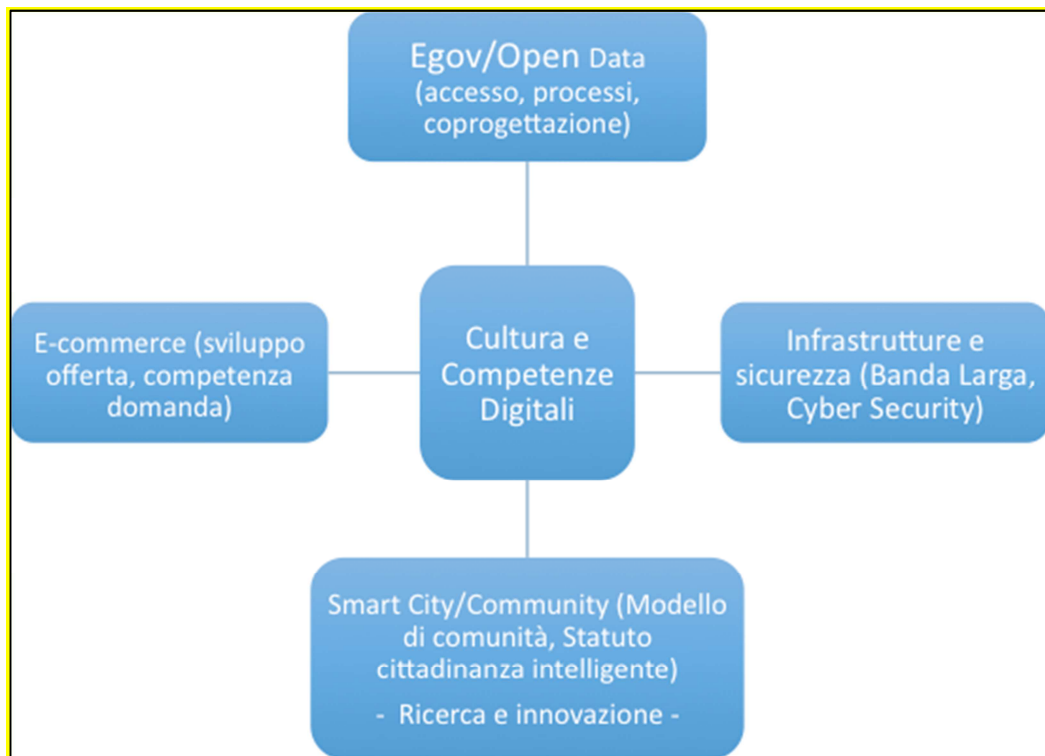 Egov/Open Data
(accesso, processi,
coprogettazione)
E-commerce (sviluppo
offerta, competenza
domanda)
Cultura e
Competenze
Digitali
Infrastrutture e
sicurezza (Banda Larga,
Cyber Security)
Smart City/Community (Modello
di comunità, Statuto
cittadinanza intelligente)
- Ricerca e innovazione -